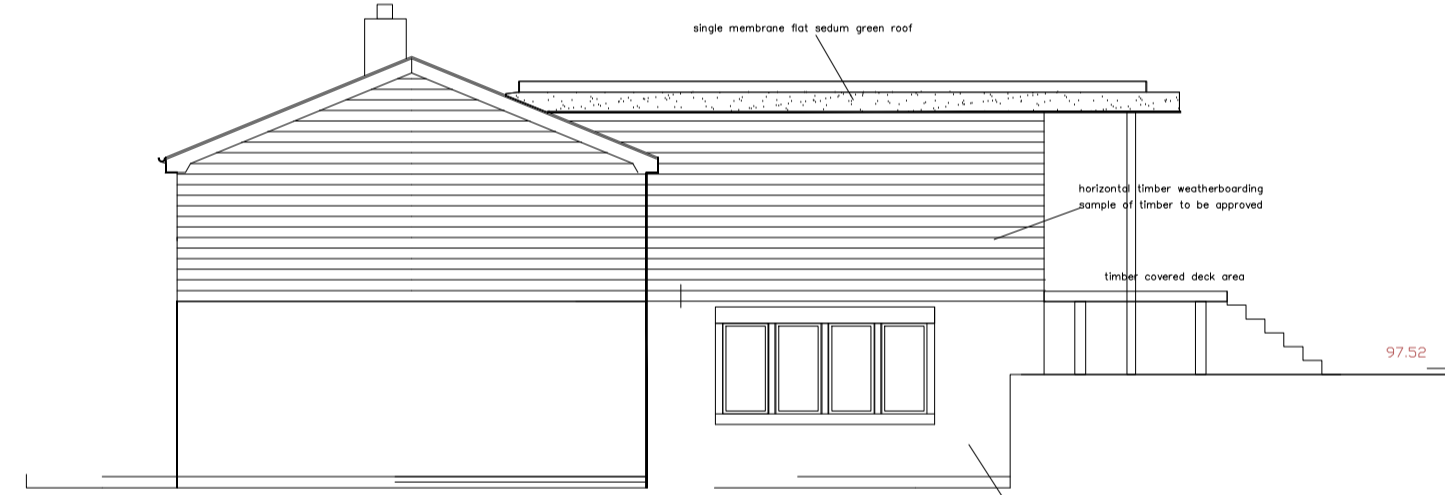 single membrane flat sedum green roof
horizontal timber weatherboarding
sample of timber to be approved
timber covered deck area
97.52